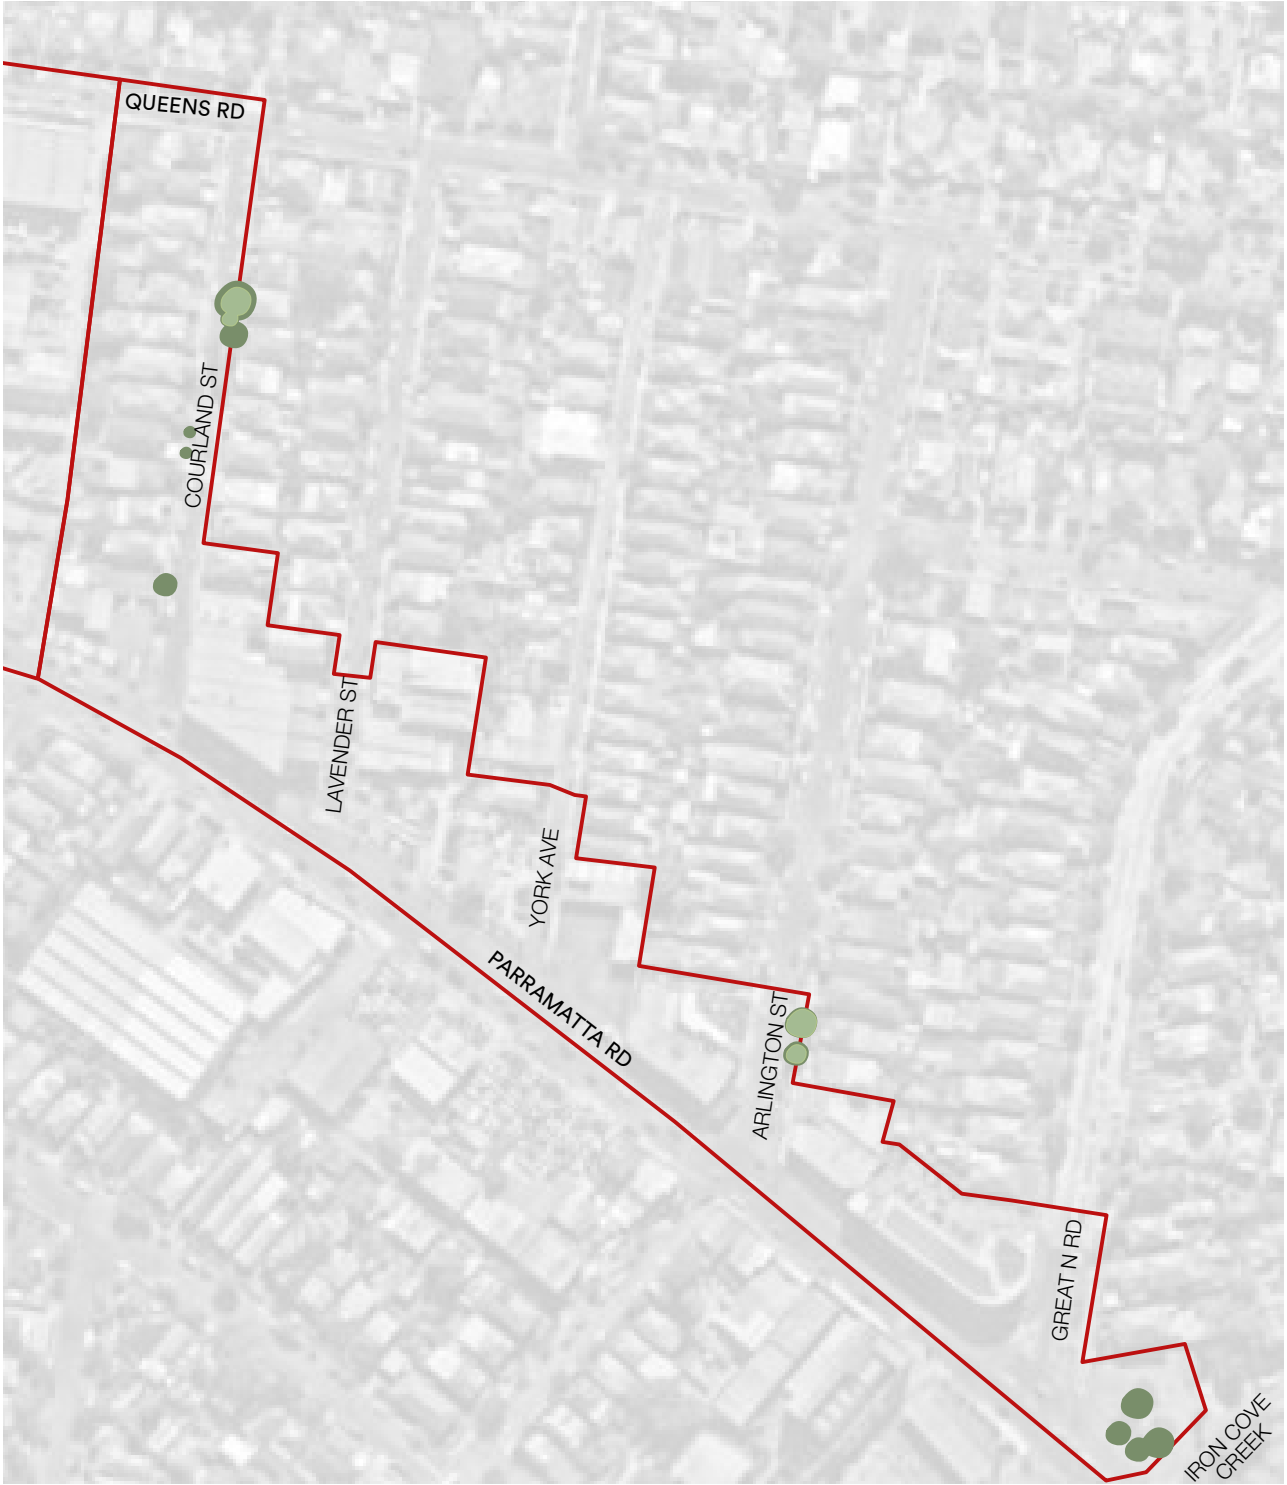 QUEENS RD
COURLAND ST
LAVENDER ST
YORK AVE
PARRAMATTA RD
ARLINGTON ST
GREAT N RD
IRON COVE
CREEK